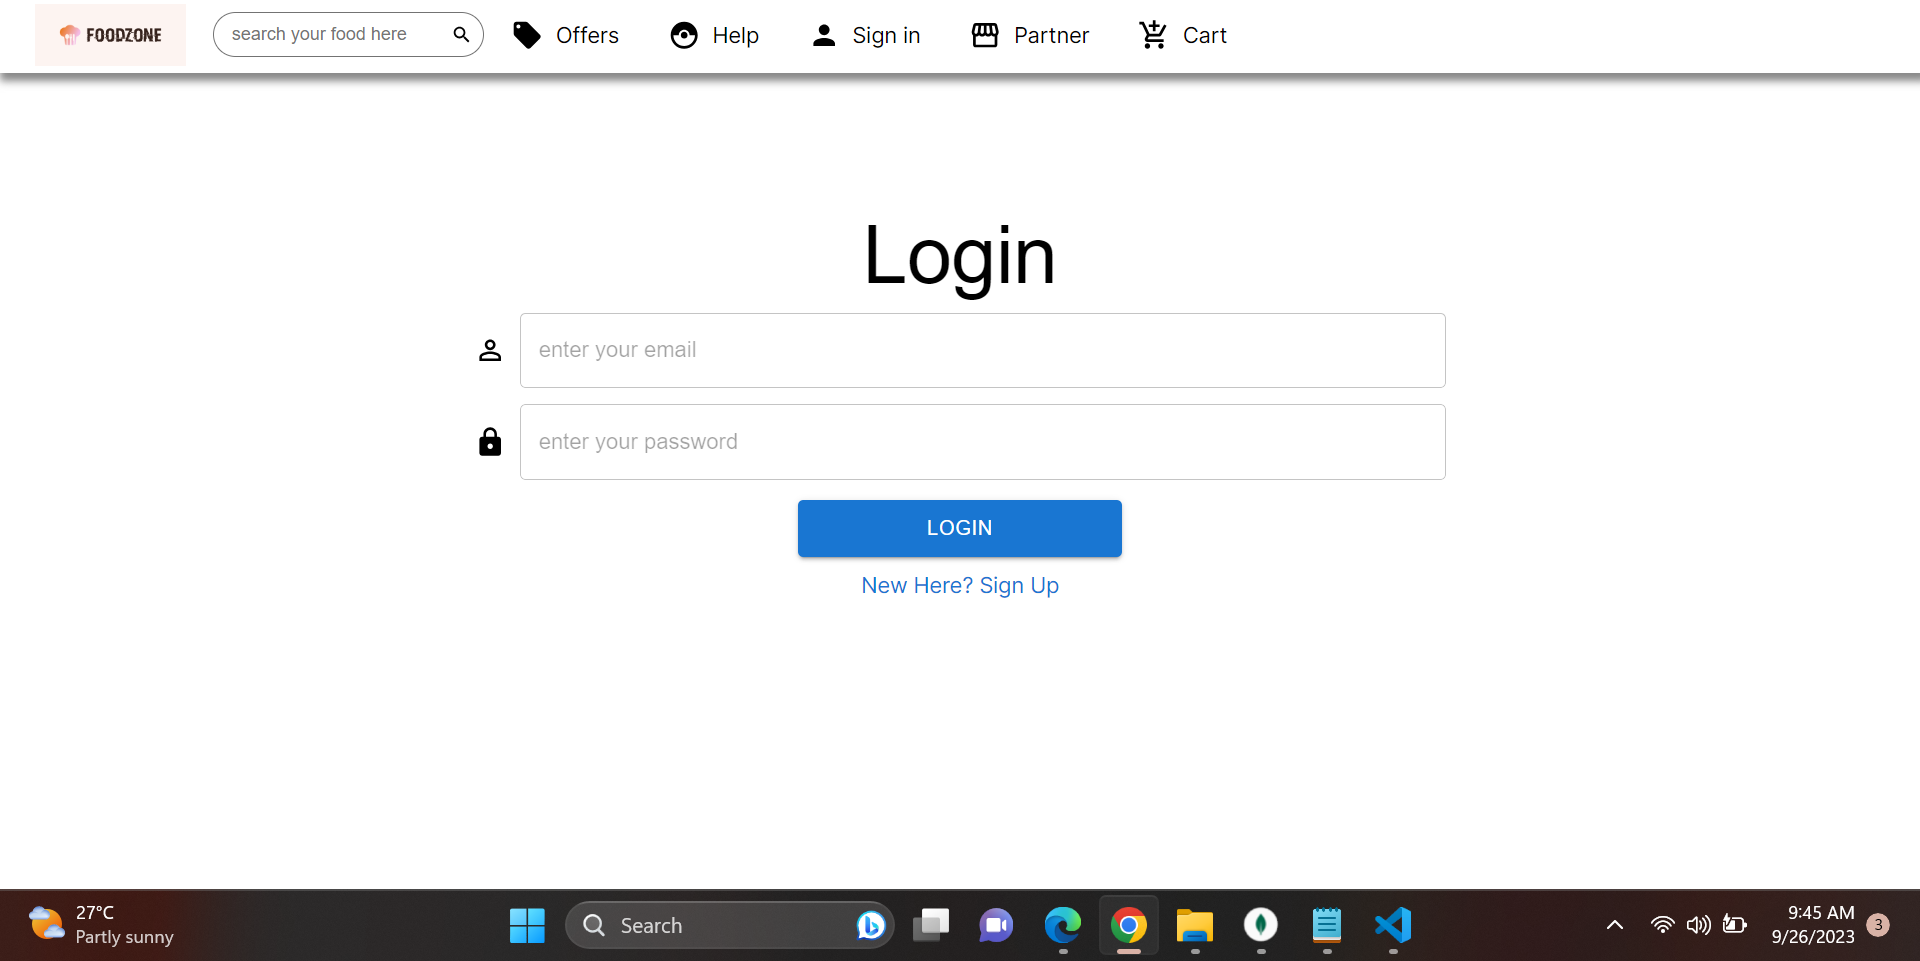 FOODZONE
search your food here
Offers
Help
Sign in
Partner
Cart
Login
enter your email
enter your password
LOGIN
New Here? Sign Up
27°C
Partly sunny
Search
9:45 AM
9/26/2023
3